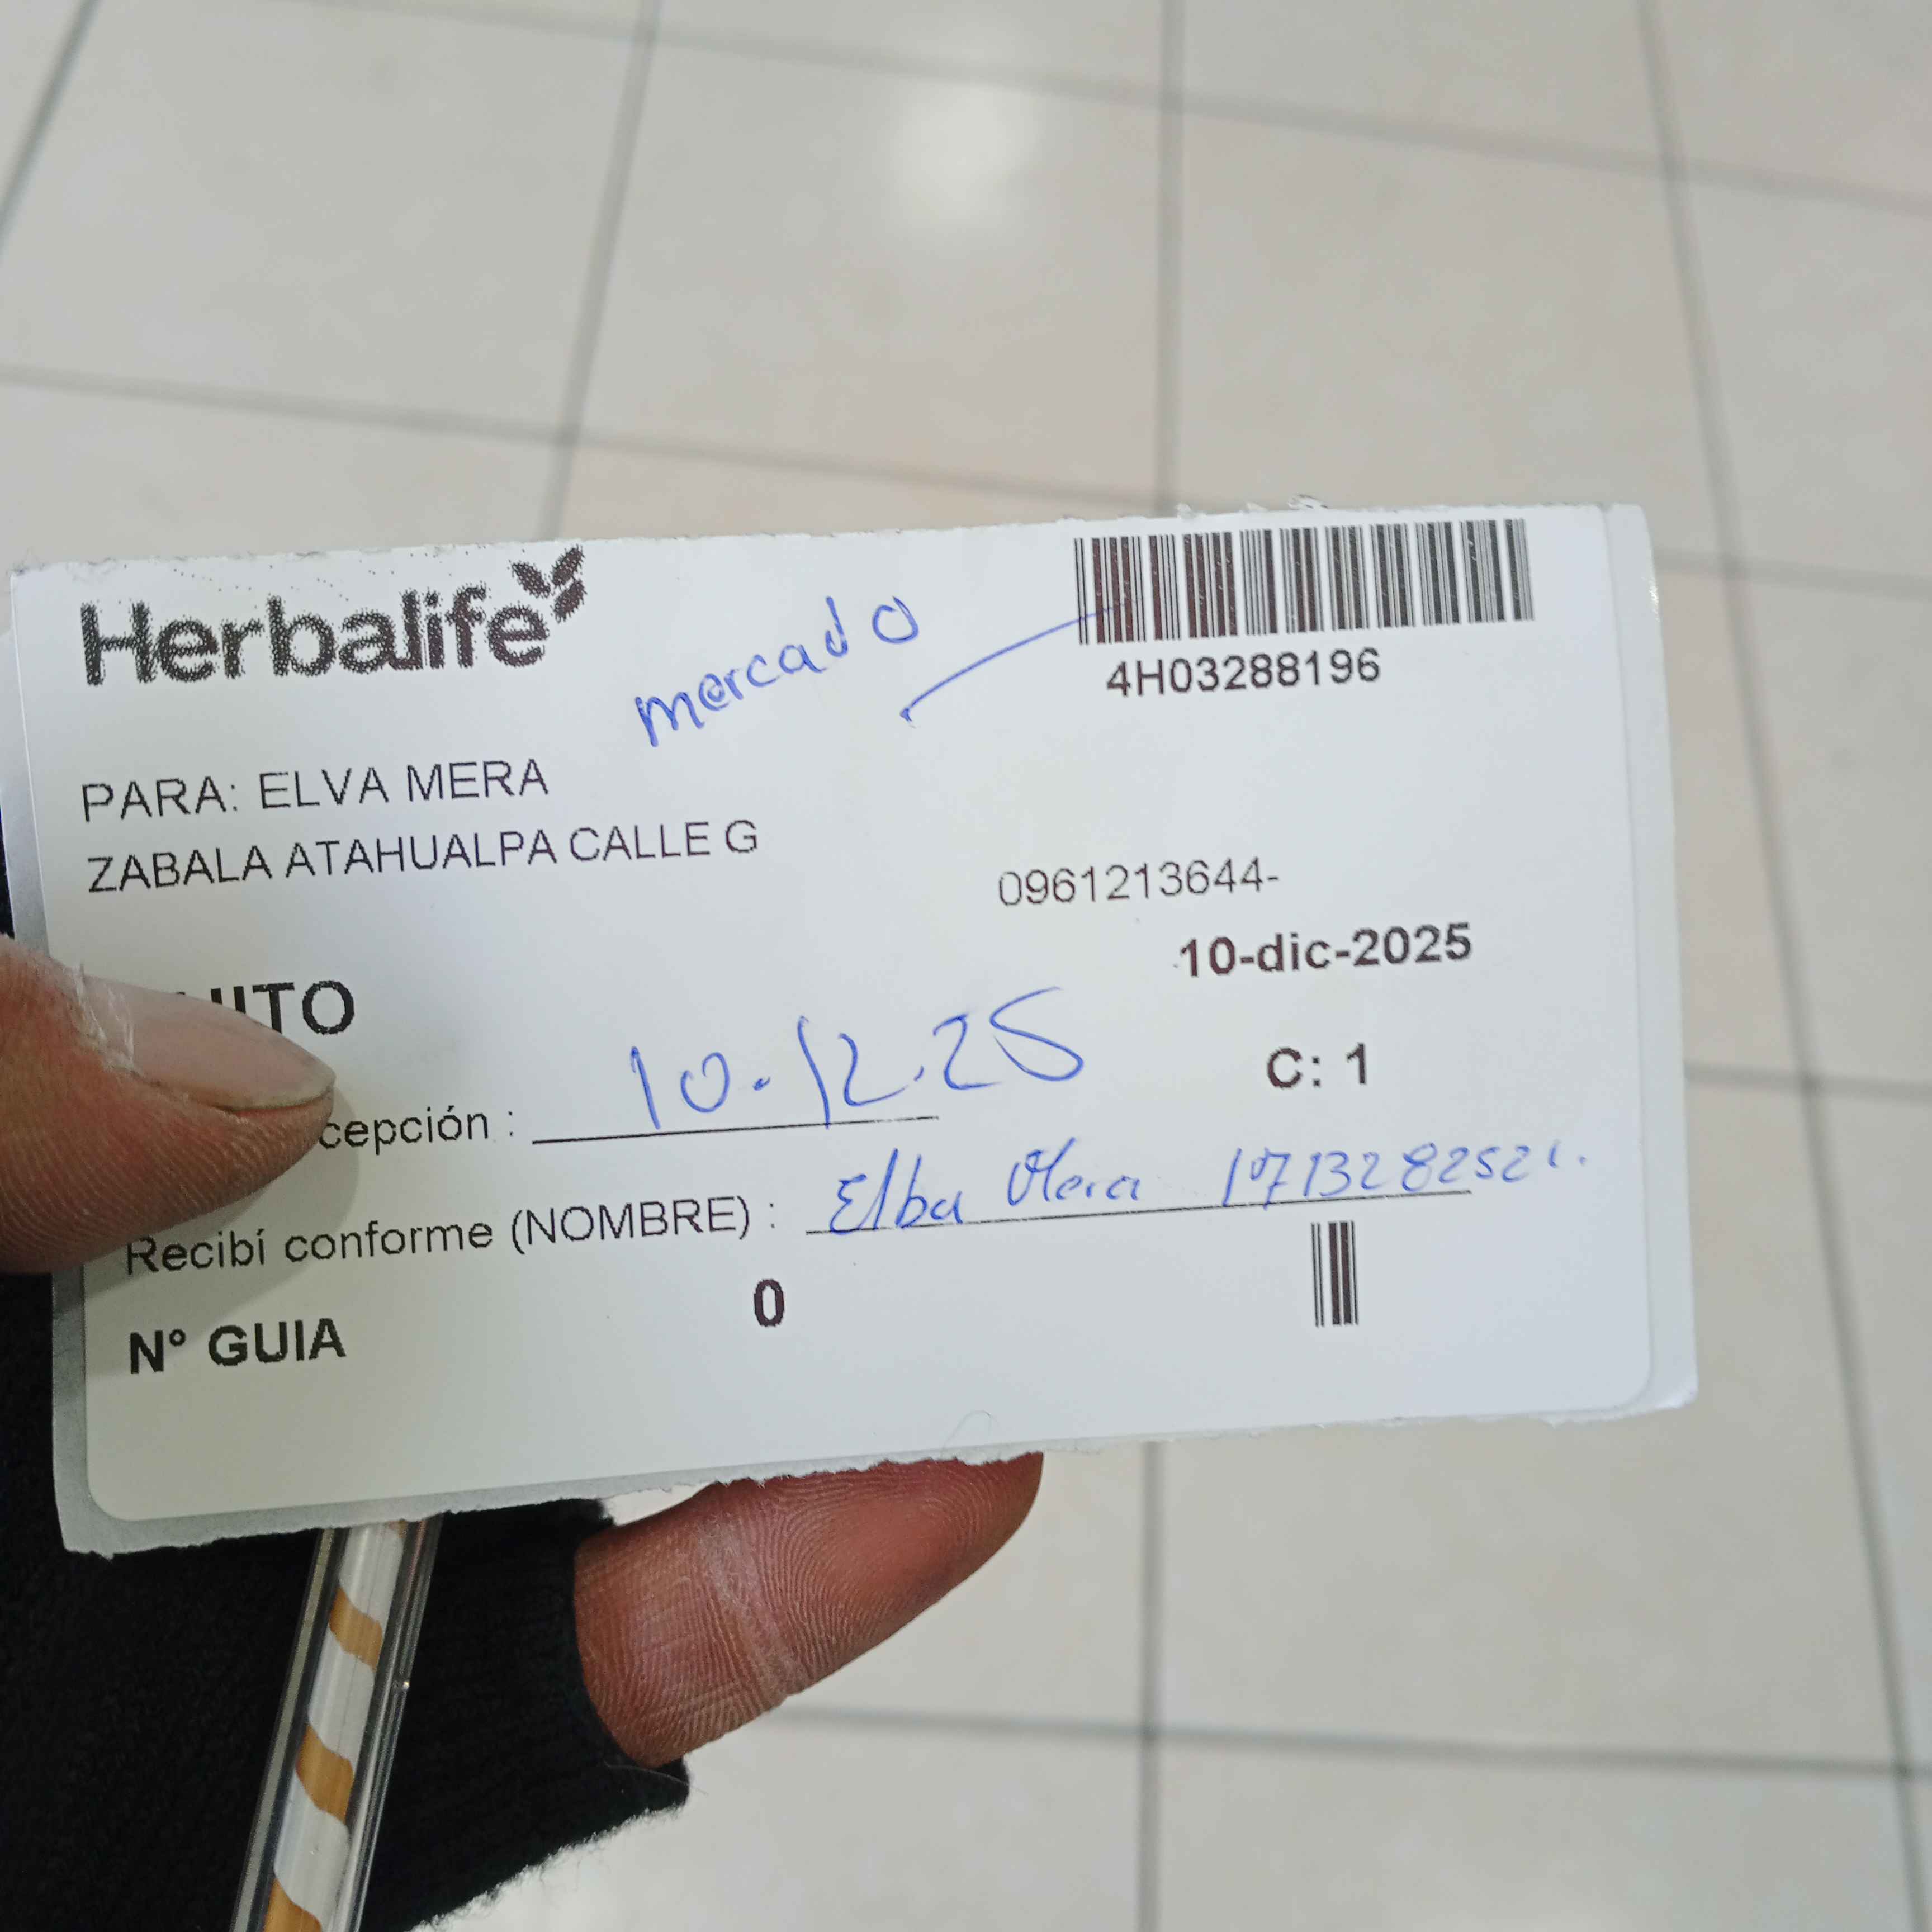 Herbalife
mercado
4H03288196
PARA: ELVA MERA
ZABALA ATAHUALPA CALLE G
0961213644-
10-dic-2025
UITO
cepción : 10.12.25
C: 1
Recibí conforme (NOMBRE) : Elba Mera 1713282521.
N° GUIA 0